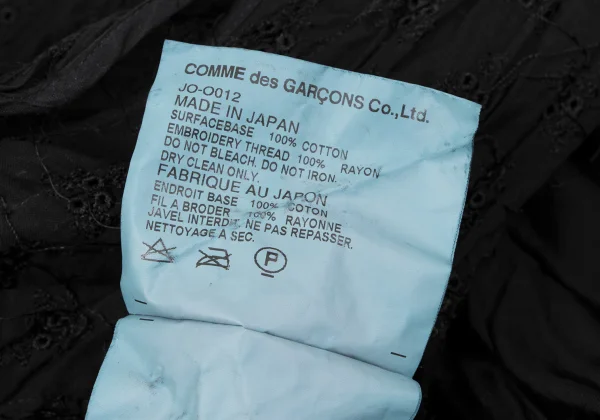 COMME des GARÇONS Co.,Ltd.
JO-O012
MADE IN JAPAN
SURFACEBASE 100% COTTON
EMBROIDERY THREAD 100% RAYON
DO NOT BLEACH. DO NOT IRON.
DRY CLEAN ONLY.
FABRIQUE AU JAPON
ENDROIT BASE 100% COTON
FIL A BRODER 100% RAYONNE
JAVEL INTERDIT. NE PAS REPASSER.
NETTOYAGE A SEC.
P